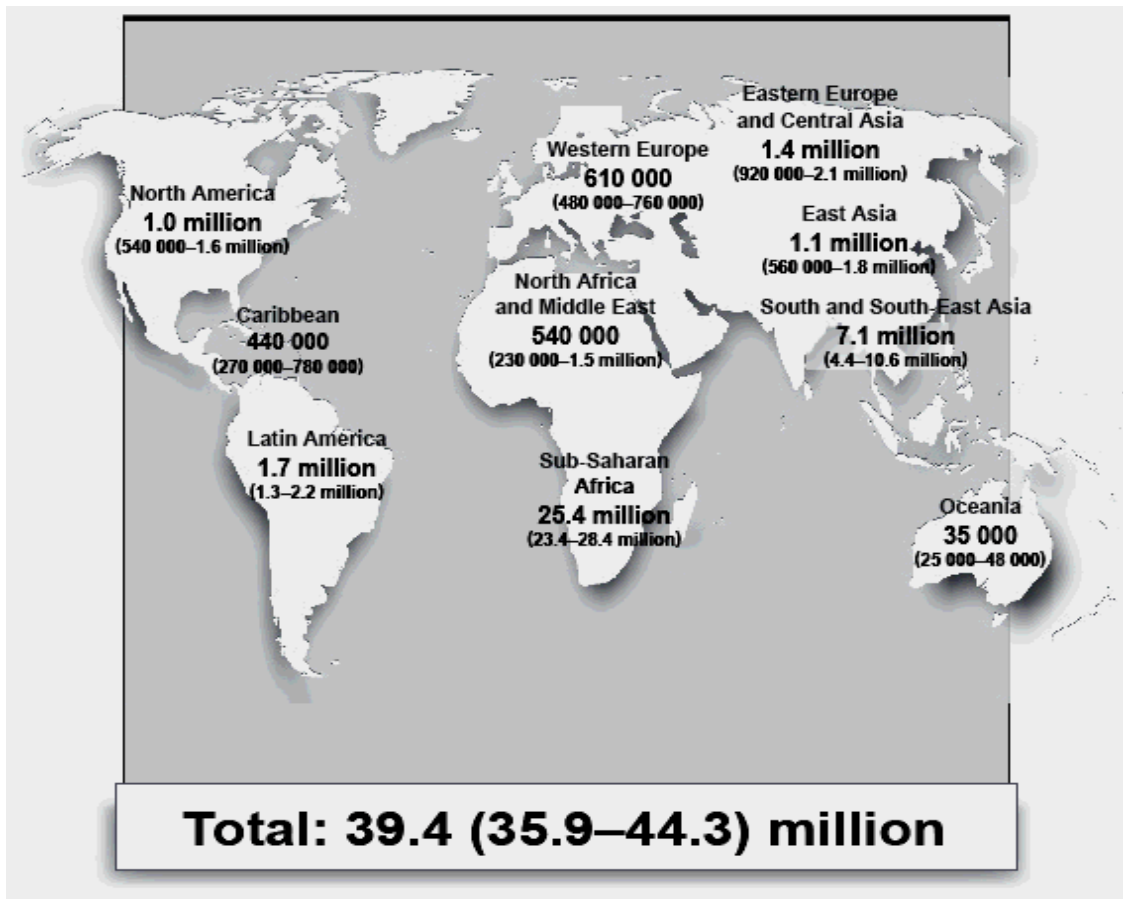 Eastern Europe
and Central Asia
1.4 million
(920 000–2.1 million)
Western Europe
610 000
(480 000–760 000)
North America
1.0 million
(540 000–1.6 million)
East Asia
1.1 million
(560 000–1.8 million)
North Africa
and Middle East
540 000
(230 000–1.5 million)
South and South-East Asia
7.1 million
(4.4–10.6 million)
Caribbean
440 000
(270 000–780 000)
Latin America
1.7 million
(1.3–2.2 million)
Sub-Saharan
Africa
25.4 million
(23.4–28.4 million)
Oceania
35 000
(25 000–48 000)
Total: 39.4 (35.9–44.3) million